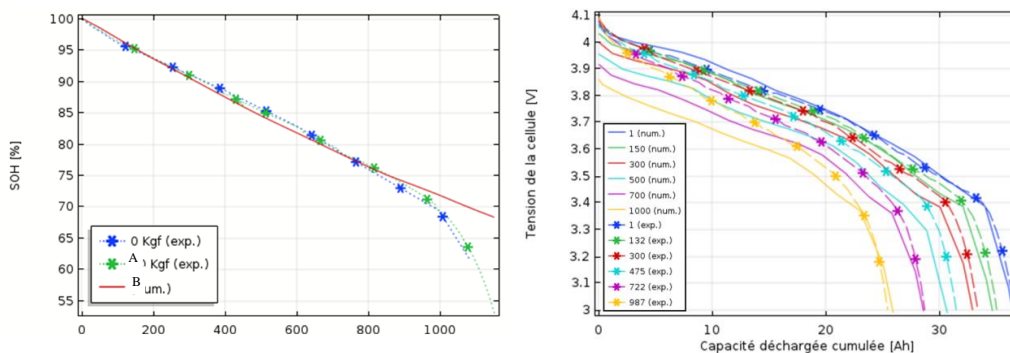 100
95
90
85
80
75
70
65
60
55
SOH [%]
0 Kgf (exp.)
A 0 Kgf (exp.)
B um.)
0
200
400
600
800
1000
4.1
4
3.9
3.8
3.7
3.6
3.5
3.4
3.3
3.2
3.1
3
Tension de la cellule [V]
1 (num.)
150 (num.)
300 (num.)
500 (num.)
700 (num.)
1000 (num.)
1 (exp.)
132 (exp.)
300 (exp.)
475 (exp.)
722 (exp.)
987 (exp.)
0
10
20
30
Capacité déchargée cumulée [Ah]